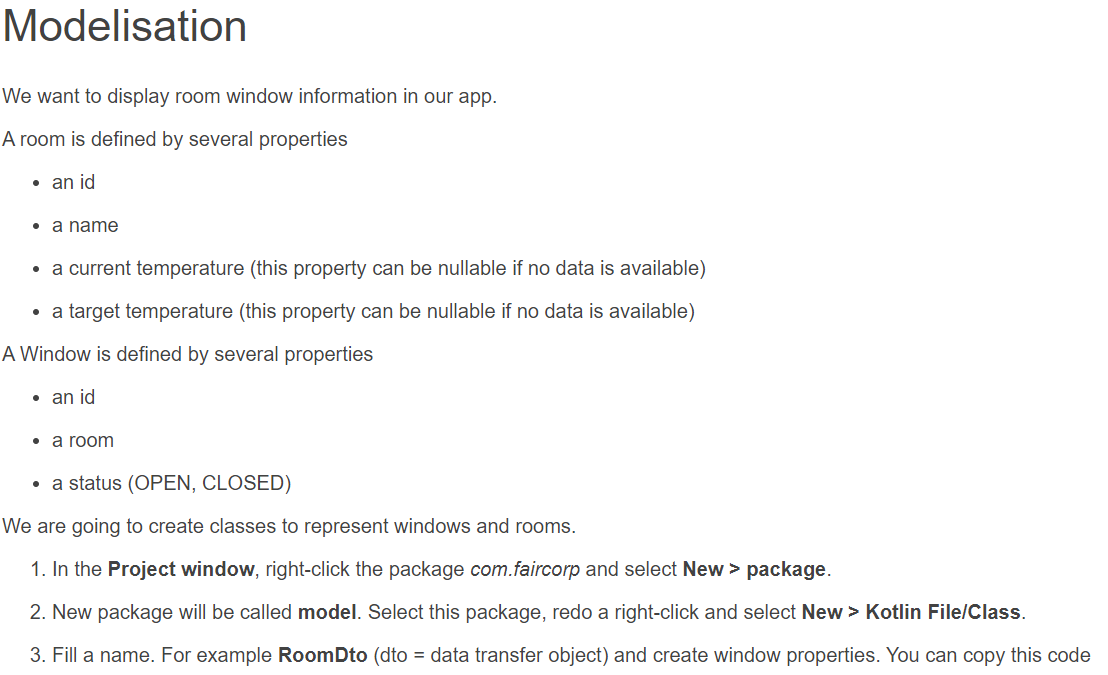 Modelisation
We want to display room window information in our app.
A room is defined by several properties
• an id
• a name
• a current temperature (this property can be nullable if no data is available)
• a target temperature (this property can be nullable if no data is available)
A Window is defined by several properties
• an id
• a room
• a status (OPEN, CLOSED)
We are going to create classes to represent windows and rooms.
1. In the Project window, right-click the package com.faircorp and select New > package.
2. New package will be called model. Select this package, redo a right-click and select New > Kotlin File/Class.
3. Fill a name. For example RoomDto (dto = data transfer object) and create window properties. You can copy this code